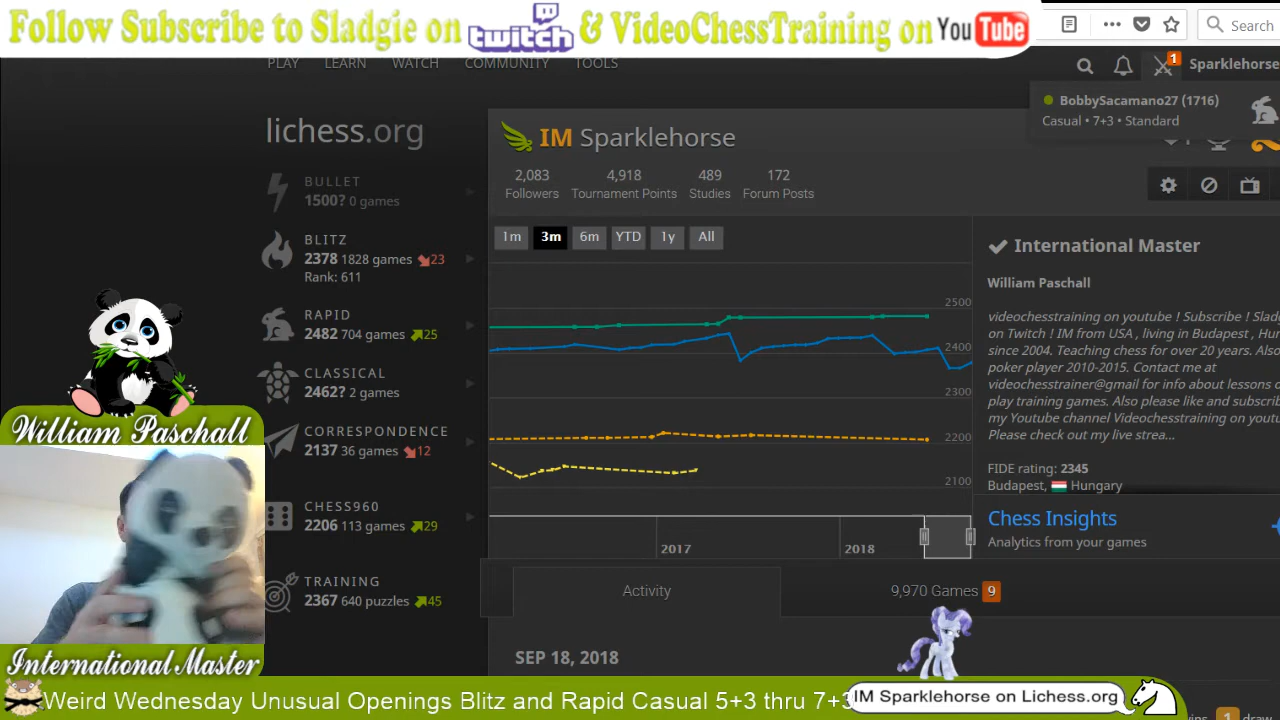 Follow Subscribe to Sladgie on twitch & VideoChessTraining on YouTube
Search
PLAY LEARN WATCH COMMUNITY TOOLS
1
Sparklehorse
BobbySacamano27 (1716)
Casual • 7+3 • Standard
lichess.org
IM Sparklehorse
2,083 4,918 489 172
Followers Tournament Points Studies Forum Posts
BULLET
1500? 0 games
BLITZ
2378 1828 games 23
Rank: 611
RAPID
2482 704 games 25
CLASSICAL
2462? 2 games
CORRESPONDENCE
2137 36 games 12
CHESS960
2206 113 games 29
TRAINING
2367 640 puzzles 45
1m 3m 6m YTD 1y All
2500
2400
2300
2200
2100
2017 2018
International Master
William Paschall
videochesstraining on youtube ! Subscribe ! Slady
on Twitch ! IM from USA , living in Budapest , Hun
since 2004. Teaching chess for over 20 years. Also
poker player 2010-2015. Contact me at
videochesstrainer@gmail for info about lessons o
play training games. Also please like and subscrib
my Youtube channel Videochesstraining on youtu
Please check out my live strea...
FIDE rating: 2345
Budapest, Hungary
Chess Insights
Analytics from your games
Activity
9,970 Games 9
SEP 18, 2018
William Paschall
International Master
Weird Wednesday Unusual Openings Blitz and Rapid Casual 5+3 thru 7+3
IM Sparklehorse on Lichess.org
1 draw